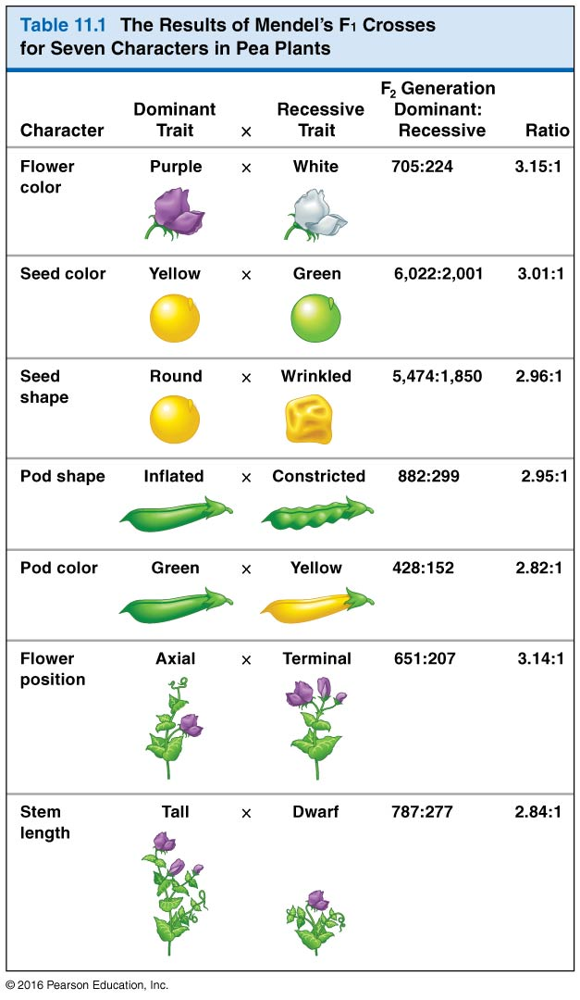 Table 11.1 The Results of Mendel's F1 Crosses
for Seven Characters in Pea Plants
Character
Dominant
Trait
×
Recessive
Trait
F2 Generation
Dominant:
Recessive
Ratio
Flower
color
Purple × White 705:224 3.15:1
Seed color Yellow × Green 6,022:2,001 3.01:1
Seed
shape
Round × Wrinkled 5,474:1,850 2.96:1
Pod shape Inflated × Constricted 882:299 2.95:1
Pod color Green × Yellow 428:152 2.82:1
Flower
position
Axial × Terminal 651:207 3.14:1
Stem
length
Tall × Dwarf 787:277 2.84:1
© 2016 Pearson Education, Inc.